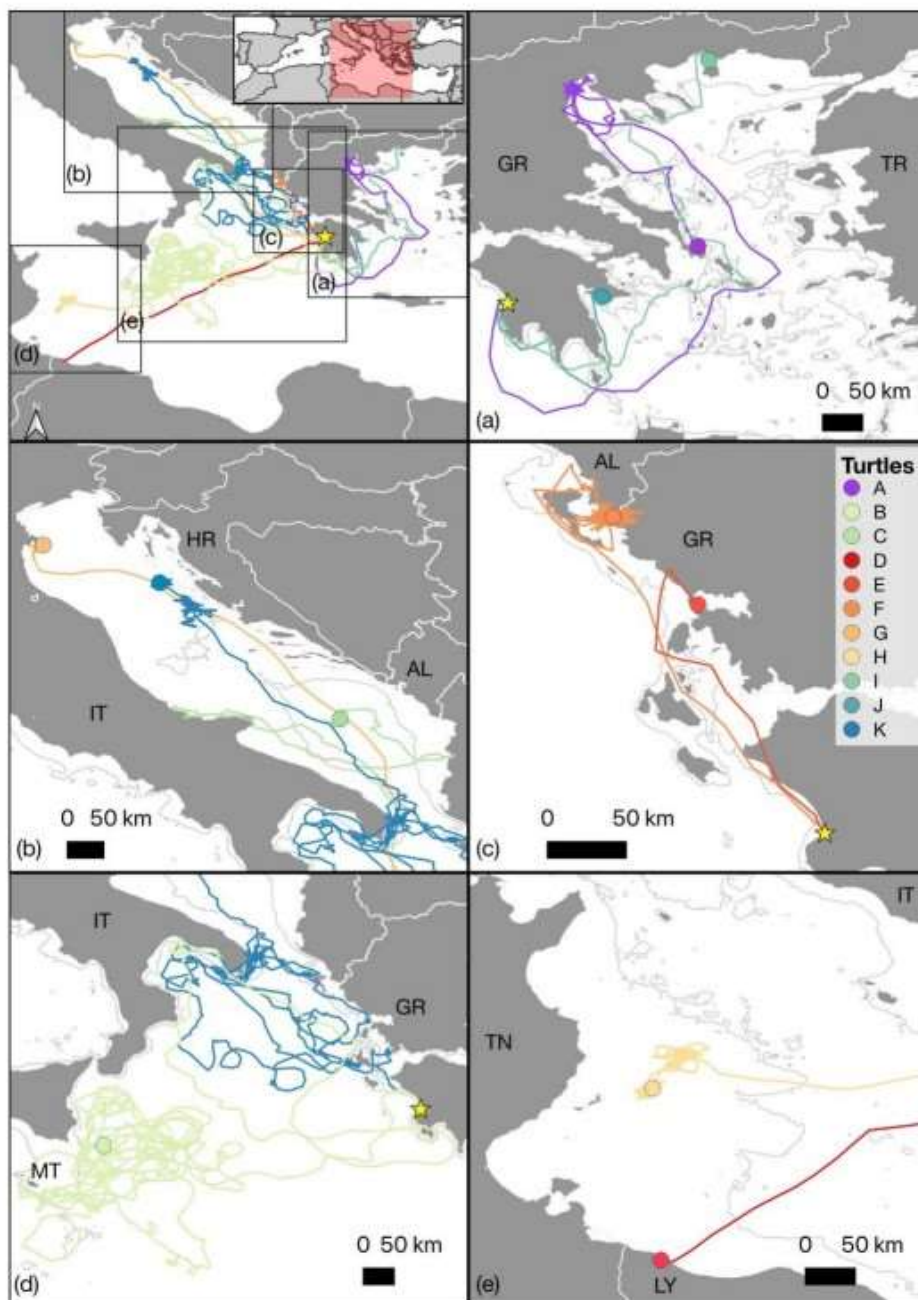 (b)
(c)
(a)
(e)
(d)
N
GR
TR
0 50 km
(a)
HR
AL
IT
0 50 km
(b)
AL
GR
Turtles
A
B
C
D
E
F
G
H
I
J
K
0 50 km
(c)
IT
GR
MT
0 50 km
(d)
IT
TN
LY
0 50 km
(e)